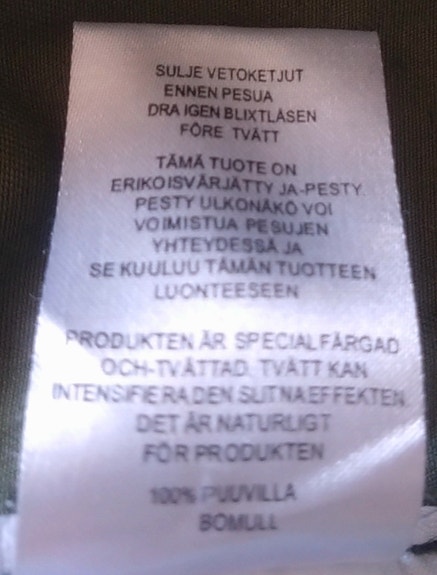 SULJE VETOKETJUT
ENNEN PESUA
DRA IGEN BLIXTLÅSEN
FÖRE TVÄTT
TÄMÄ TUOTE ON
ERIKOISVÄRJÄTTY JA-PESTY
PESTY ULKONÄKÖ VOI
VOIMISTUA PESUJEN
YHTEYDESSÄ JA
SE KUULUU TÄMÄN TUOTTEEN
LUONTEESEEN
PRODUKTEN ÄR SPECIALFÄRGAD
OCH-TVÄTTAD. TVÄTT KAN
INTENSIFIERA DEN SLITNA EFFEKTEN.
DET ÄR NATURLIGT
FÖR PRODUKTEN
100% PUUVILLA
BOMULL